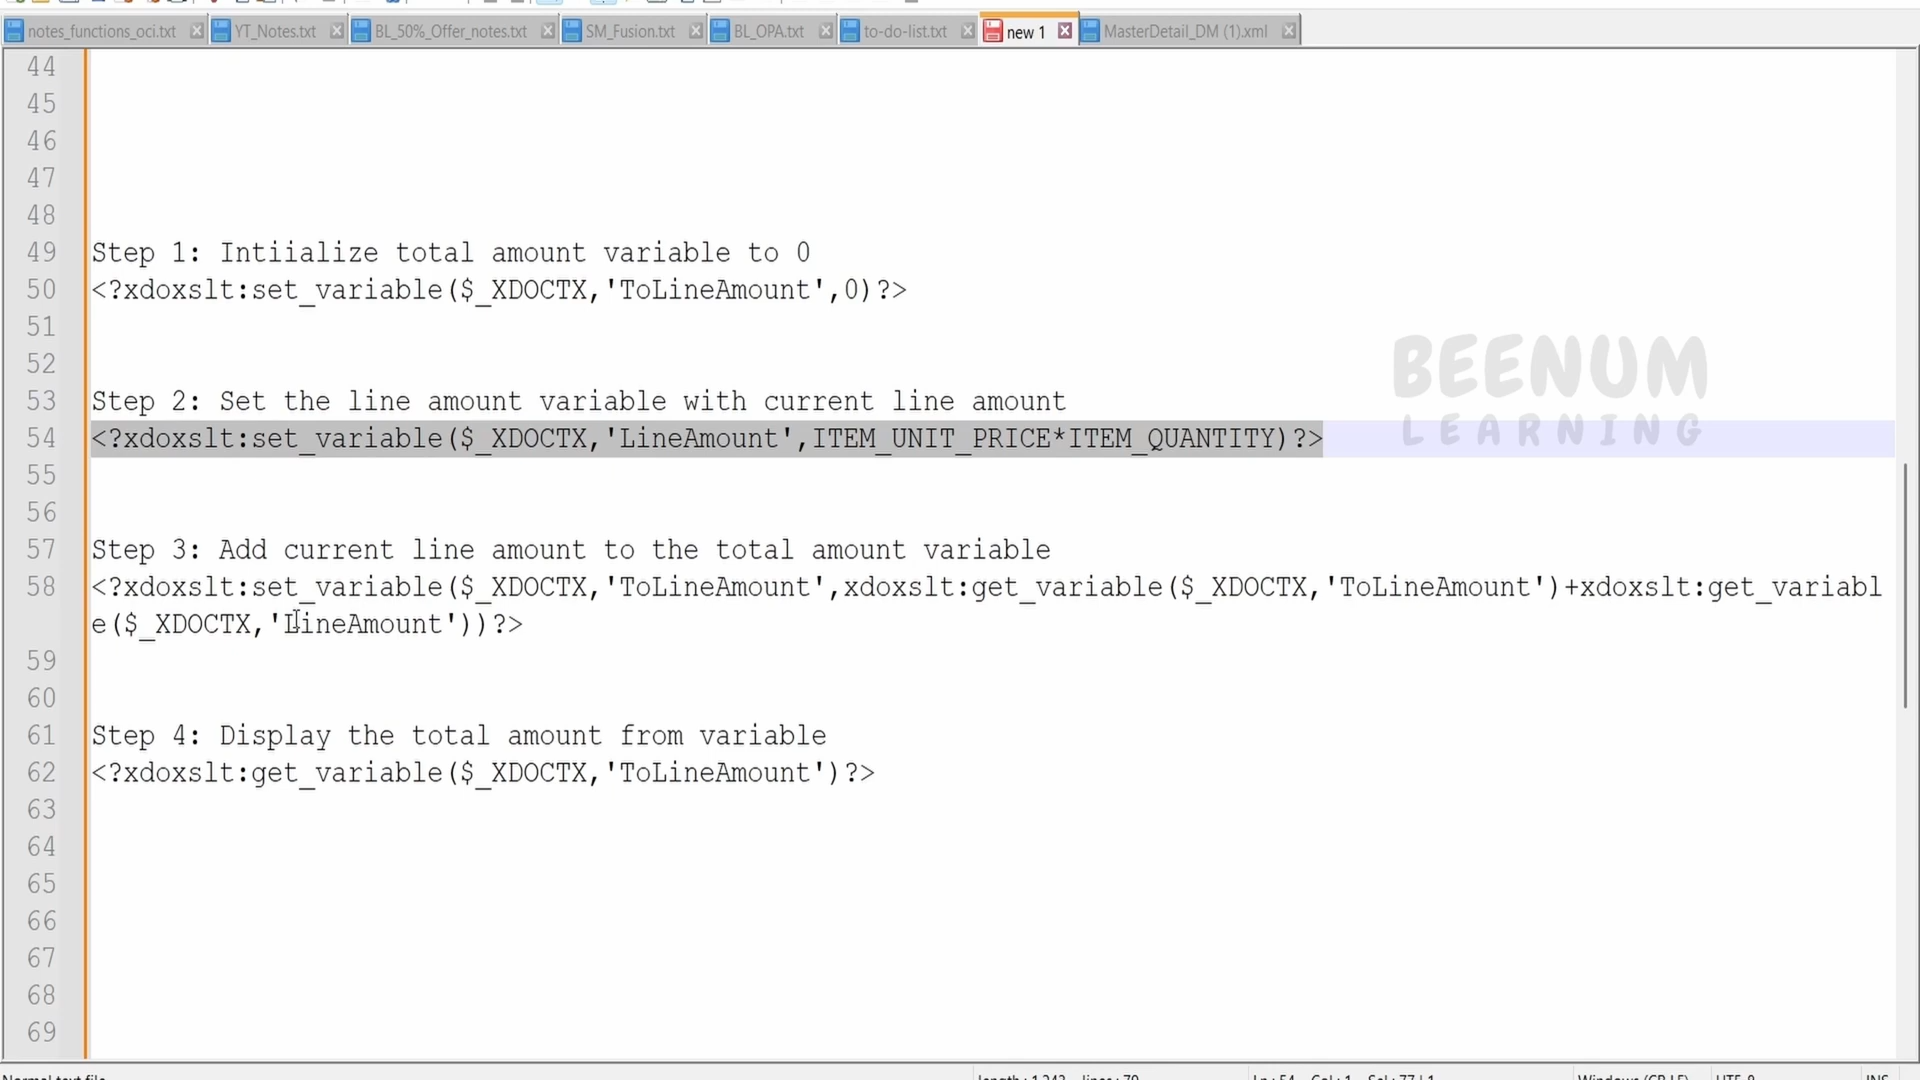 notes_functions_oci.txt YT_Notes.txt BL_50%_Offer_notes.txt SM_Fusion.txt BL_OPA.txt to-do-list.txt new 1 MasterDetail_DM (1).xml
44
45
46
47
48
49 Step 1: Intiialize total amount variable to 0
50 <?xdoxslt:set_variable($_XDOCTX,'ToLineAmount',0)?>
51
52
BEENUM
LEARNING
53 Step 2: Set the line amount variable with current line amount
54 <?xdoxslt:set_variable($_XDOCTX,'LineAmount',ITEM_UNIT_PRICE*ITEM_QUANTITY)?>
55
56
57 Step 3: Add current line amount to the total amount variable
58 <?xdoxslt:set_variable($_XDOCTX,'ToLineAmount',xdoxslt:get_variable($_XDOCTX,'ToLineAmount')+xdoxslt:get_variabl
e($_XDOCTX,'LineAmount'))?>
59
60
61 Step 4: Display the total amount from variable
62 <?xdoxslt:get_variable($_XDOCTX,'ToLineAmount')?>
63
64
65
66
67
68
69